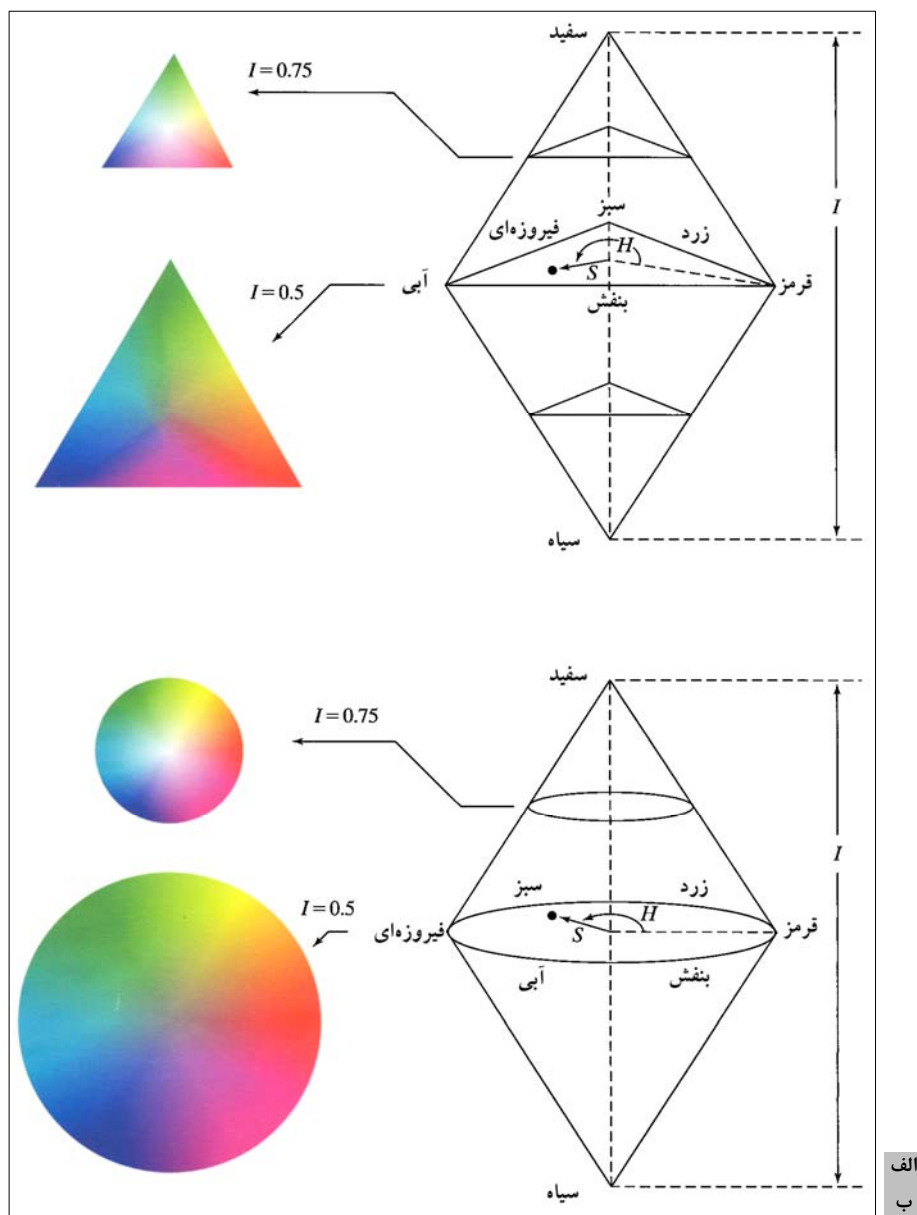 سفید
I = 0.75
I
سبز
فیروزه‌ای
زرد
H
S
I = 0.5
آبی
قرمز
بنفش
سیاه
سفید
I = 0.75
I
سبز
زرد
I = 0.5
H
S
فیروزه‌ای
قرمز
آبی
بنفش
سیاه
الف
ب